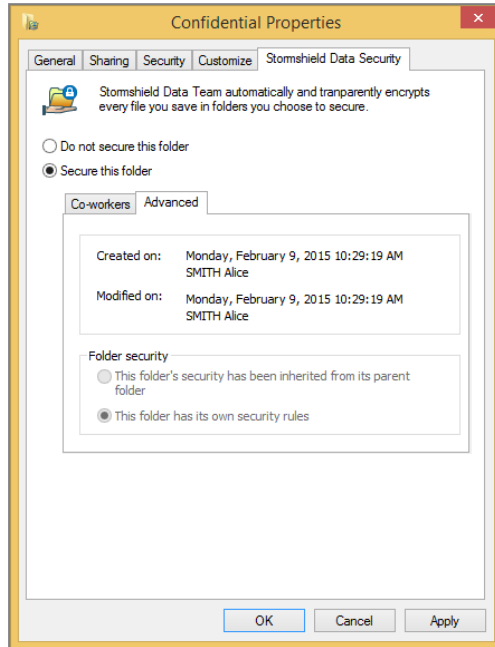 Confidential Properties
General Sharing Security Customize Stormshield Data Security
Stormshield Data Team automatically and tranparently encrypts
every file you save in folders you choose to secure.
Do not secure this folder
Secure this folder
Co-workers Advanced
Created on: Monday, February 9, 2015 10:29:19 AM
SMITH Alice
Modified on: Monday, February 9, 2015 10:29:19 AM
SMITH Alice
Folder security
This folder's security has been inherited from its parent
folder
This folder has its own security rules
OK Cancel Apply